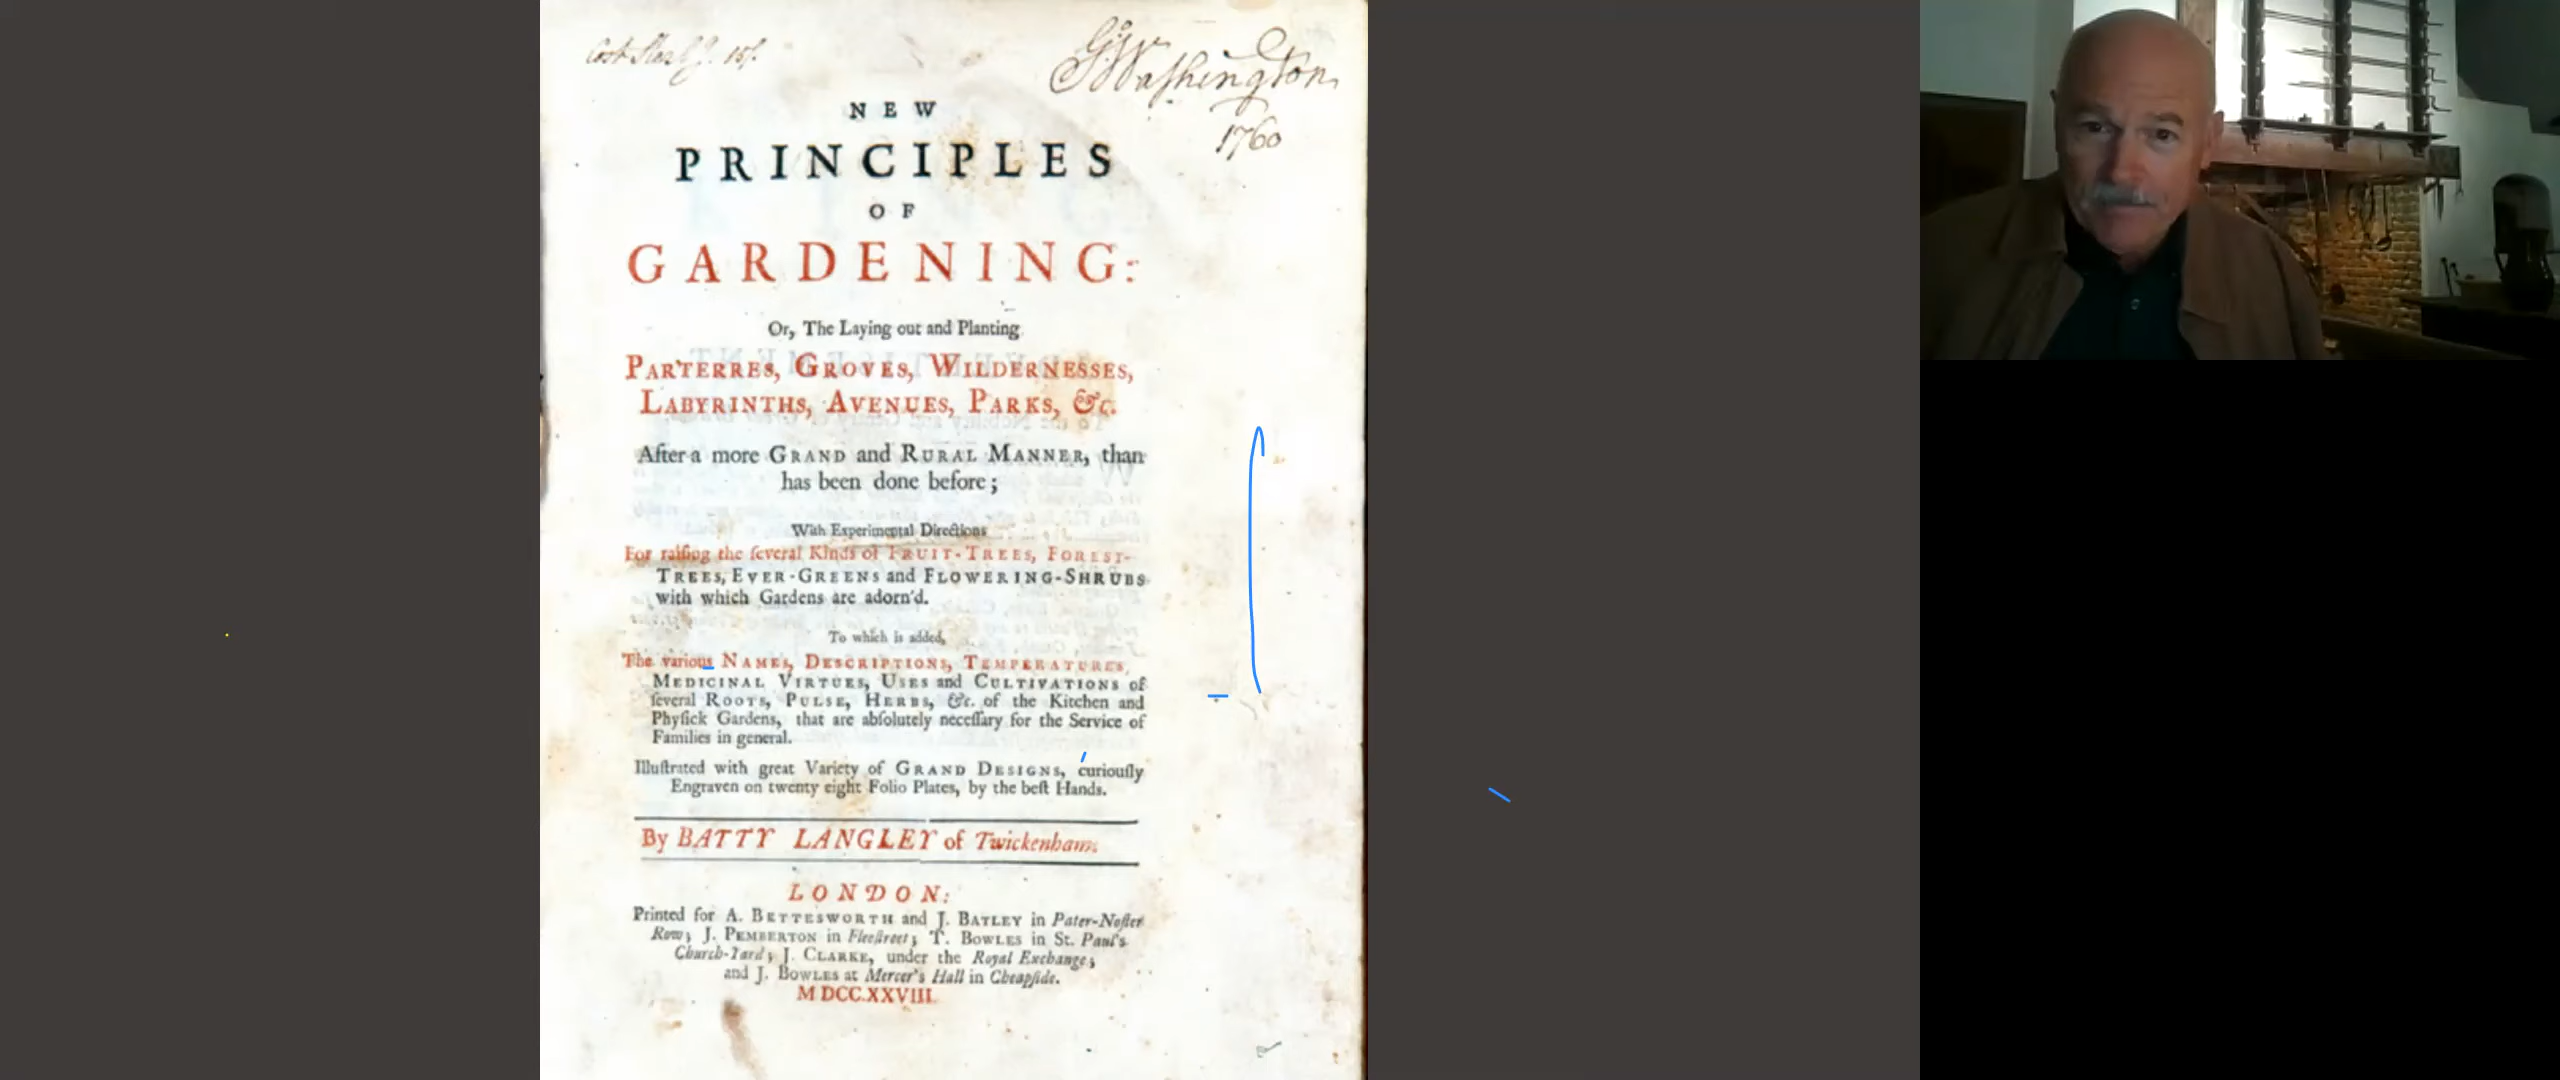 Cost Ster
Go: Washington
1760
NEW
PRINCIPLES
OF
GARDENING:
Or, The Laying out and Planting
PARTERRES, GROVES, WILDERNESSES,
LABYRINTHS, AVENUES, PARKS, &c.
After a more GRAND and RURAL MANNER, than
has been done before;
With Experimental Directions
For raiſing the ſeveral Kinds of FRUIT-TREES, FOREST-
TREES, EVER-GREENS and FLOWERING-SHRUBS
with which Gardens are adorn'd.
To which is added,
The various NAMES, DESCRIPTIONS, TEMPERATURES,
MEDICINAL VIRTUES, USES and CULTIVATIONS of
ſeveral ROOTS, PULSE, HERBS, &c. of the Kitchen and
Phyſick Gardens, that are abſolutely neceſſary for the Service of
Families in general.
Illuſtrated with great Variety of GRAND DESIGNS, curiouſly
Engraven on twenty eight Folio Plates, by the beſt Hands.
By BATTY LANGLEY of Twickenham.
LONDON:
Printed for A. BETTESWORTH and J. BATLEY in Pater-Noſter
Row; J. PEMBERTON in Fleeſtreet; T. BOWLES in St. Paul's
Church-Yard; J. CLARKE, under the Royal Exchange;
and J. BOWLES at Mercer's Hall in Cheapſide.
M DCC.XXVIII.